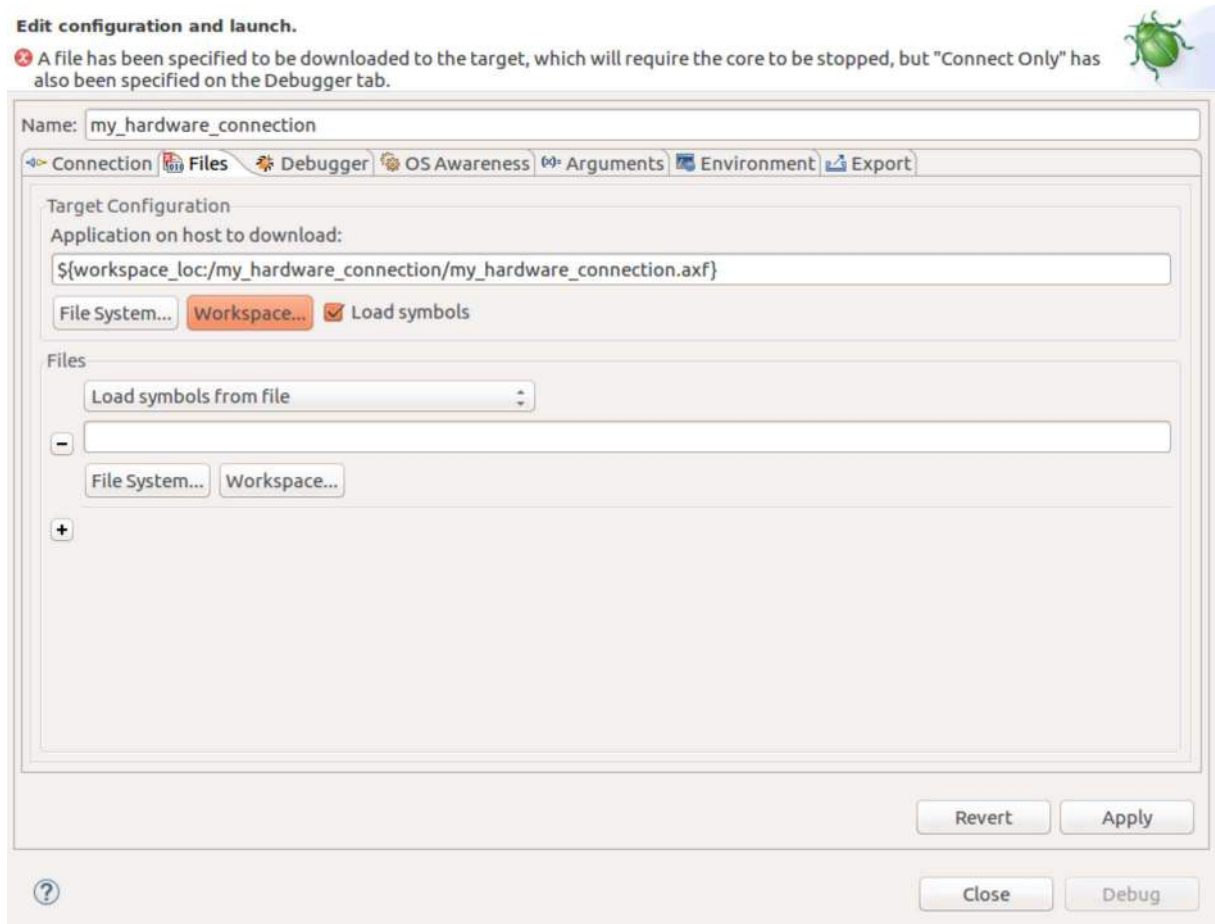 Edit configuration and launch.
A file has been specified to be downloaded to the target, which will require the core to be stopped, but "Connect Only" has
also been specified on the Debugger tab.
Name: my_hardware_connection
Connection Files Debugger OS Awareness Arguments Environment Export
Target Configuration
Application on host to download:
${workspace_loc:/my_hardware_connection/my_hardware_connection.axf}
File System... Workspace... Load symbols
Files
Load symbols from file
-
File System... Workspace...
+
Revert Apply
? Close Debug